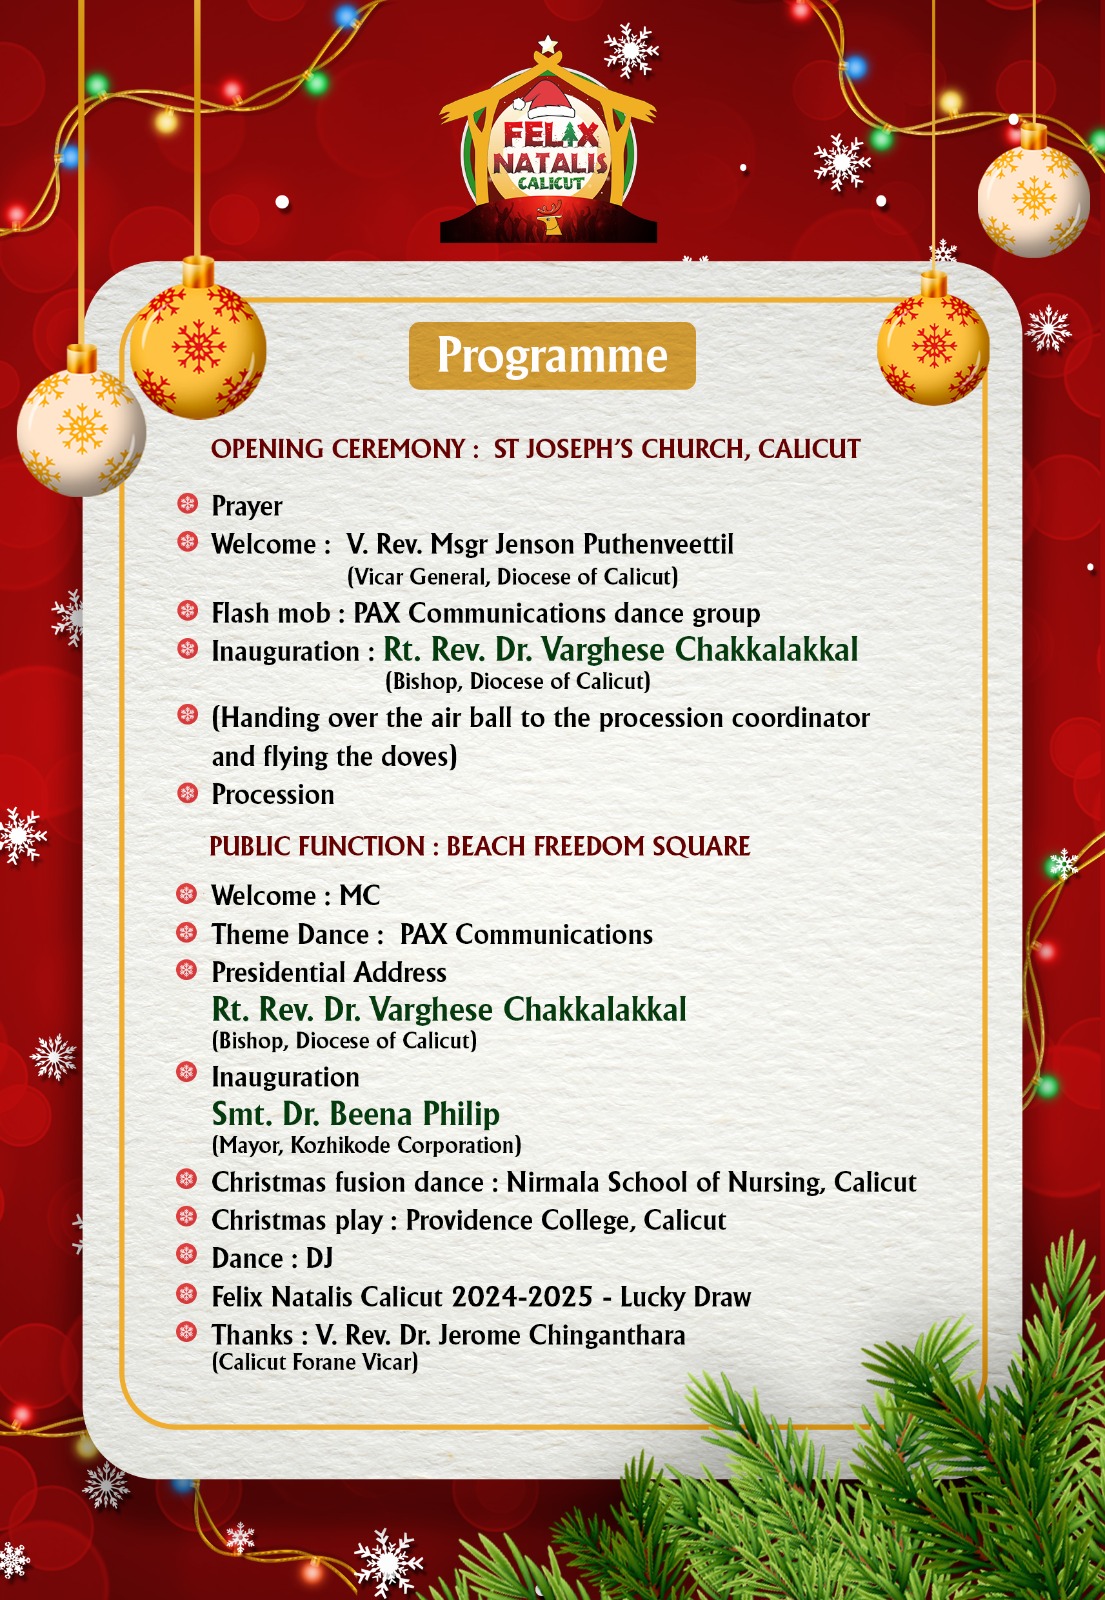 FELIX
NATALIS
CALICUT
Programme
OPENING CEREMONY : ST JOSEPH'S CHURCH, CALICUT
Prayer
Welcome : V. Rev. Msgr Jenson Puthenveettil
(Vicar General, Diocese of Calicut)
Flash mob : PAX Communications dance group
Inauguration : Rt. Rev. Dr. Varghese Chakkalakkal
(Bishop, Diocese of Calicut)
(Handing over the air ball to the procession coordinator
and flying the doves)
Procession
PUBLIC FUNCTION : BEACH FREEDOM SQUARE
Welcome : MC
Theme Dance : PAX Communications
Presidential Address
Rt. Rev. Dr. Varghese Chakkalakkal
(Bishop, Diocese of Calicut)
Inauguration
Smt. Dr. Beena Philip
(Mayor, Kozhikode Corporation)
Christmas fusion dance : Nirmala School of Nursing, Calicut
Christmas play : Providence College, Calicut
Dance : DJ
Felix Natalis Calicut 2024-2025 - Lucky Draw
Thanks : V. Rev. Dr. Jerome Chinganthara
(Calicut Forane Vicar)